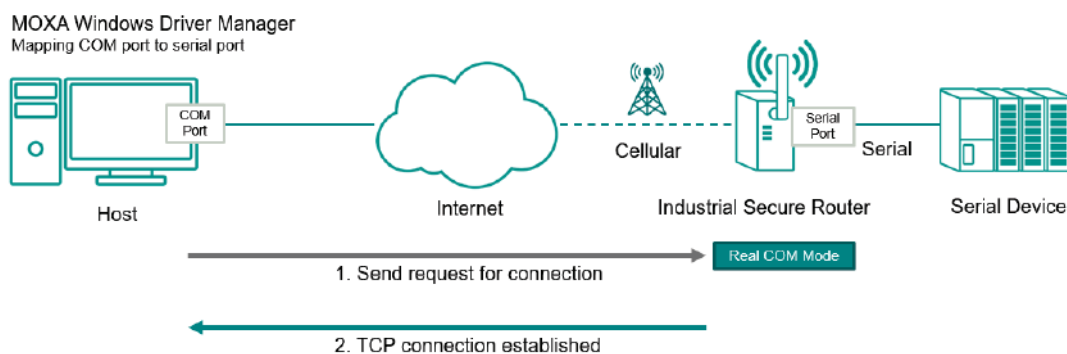 MOXA Windows Driver Manager
Mapping COM port to serial port
COM
Port
Serial
Port
Cellular
Serial
Host
Internet
Industrial Secure Router
Serial Device
Real COM Mode
1. Send request for connection
2. TCP connection established